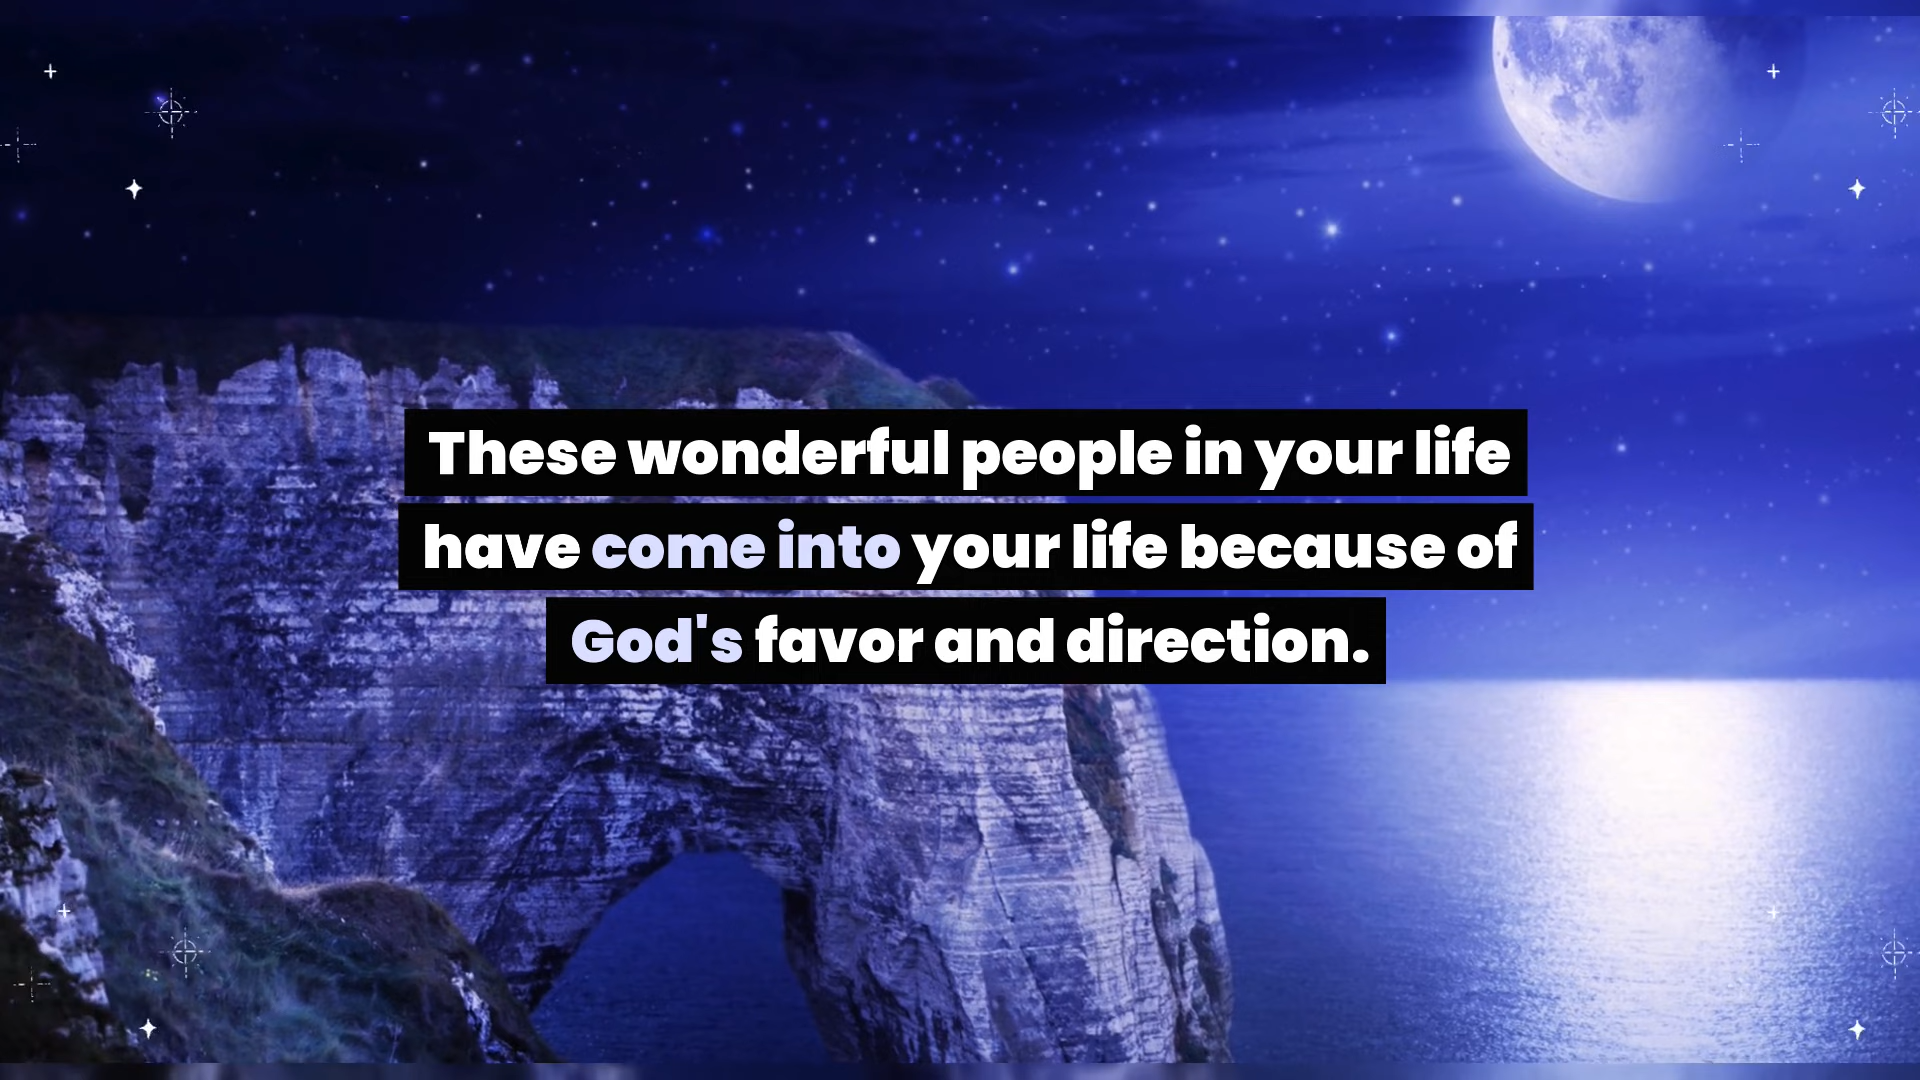 These wonderful people in your life
have come into your life because of
God's favor and direction.